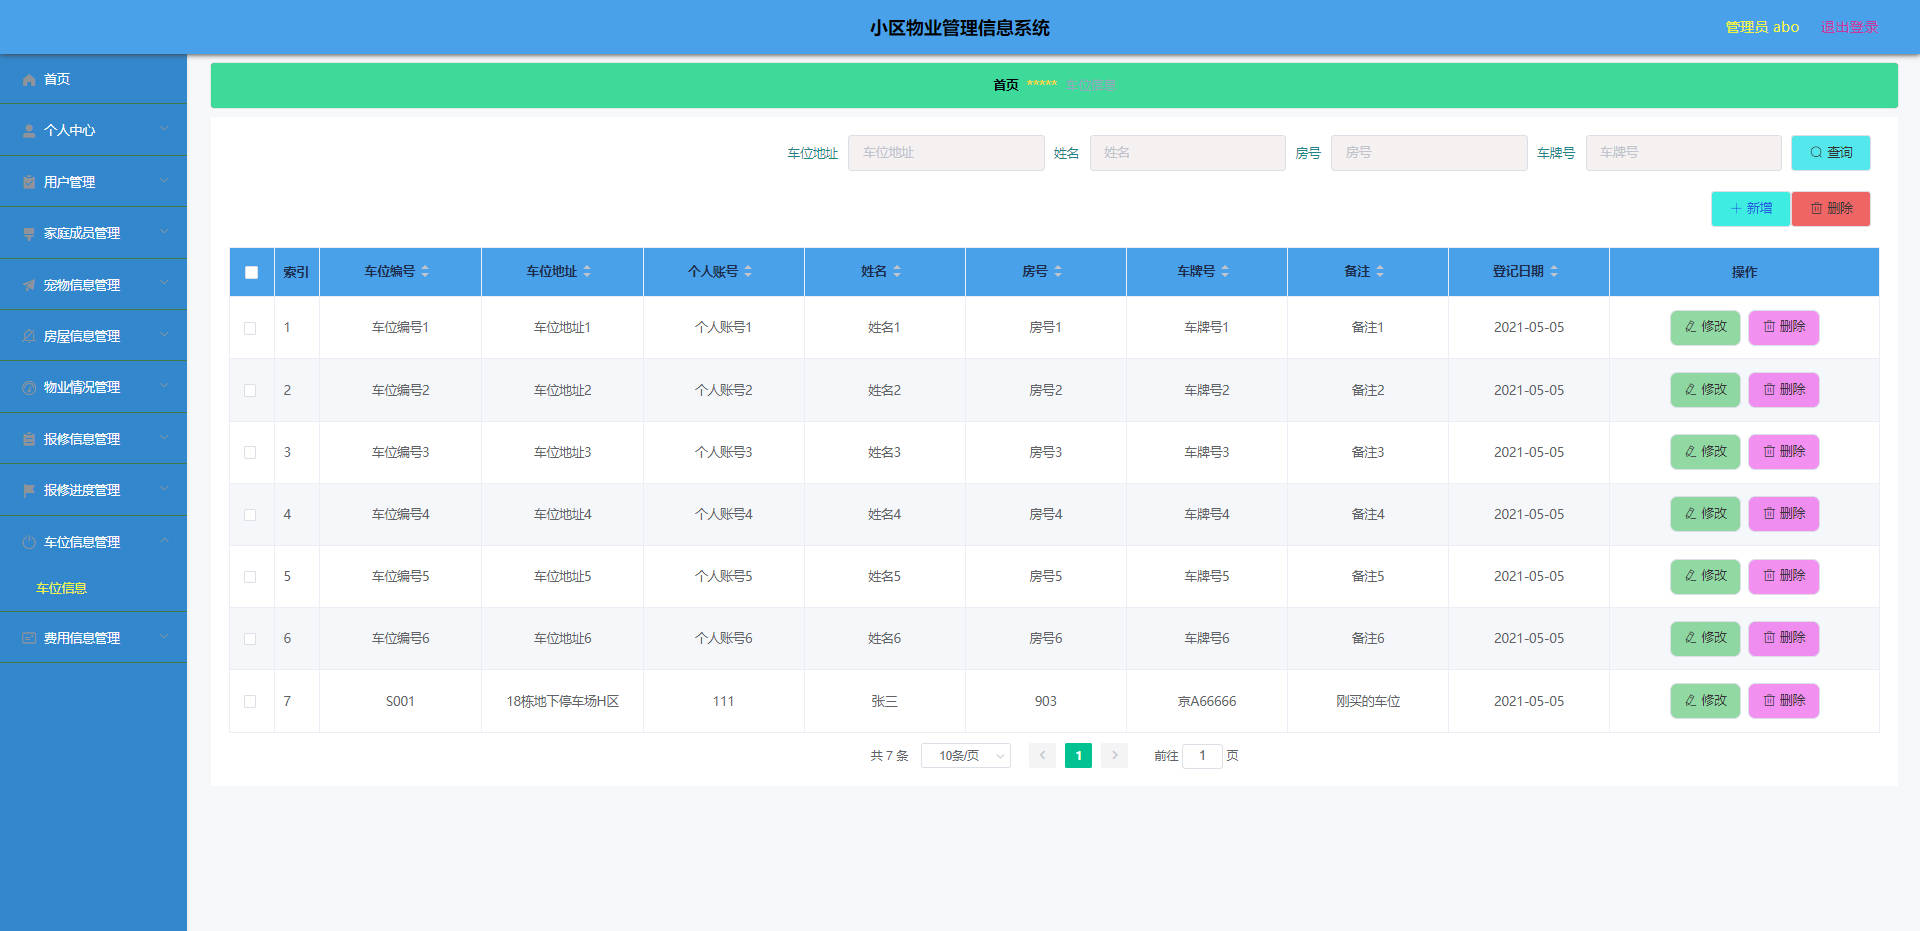 小区物业管理信息系统
管理员 abo 退出登录
首页
个人中心
用户管理
家庭成员管理
宠物信息管理
房屋信息管理
物业情况管理
报修信息管理
报修进度管理
车位信息管理
车位信息
费用信息管理
首页 ***** 车位信息
车位地址 车位地址 姓名 姓名 房号 房号 车牌号 车牌号 查询
新增 删除
索引 车位编号 车位地址 个人账号 姓名 房号 车牌号 备注 登记日期 操作
1 车位编号1 车位地址1 个人账号1 姓名1 房号1 车牌号1 备注1 2021-05-05 修改 删除
2 车位编号2 车位地址2 个人账号2 姓名2 房号2 车牌号2 备注2 2021-05-05 修改 删除
3 车位编号3 车位地址3 个人账号3 姓名3 房号3 车牌号3 备注3 2021-05-05 修改 删除
4 车位编号4 车位地址4 个人账号4 姓名4 房号4 车牌号4 备注4 2021-05-05 修改 删除
5 车位编号5 车位地址5 个人账号5 姓名5 房号5 车牌号5 备注5 2021-05-05 修改 删除
6 车位编号6 车位地址6 个人账号6 姓名6 房号6 车牌号6 备注6 2021-05-05 修改 删除
7 S001 18栋地下停车场H区 111 张三 903 京A66666 刚买的车位 2021-05-05 修改 删除
共 7 条 10条/页 1 前往 1 页